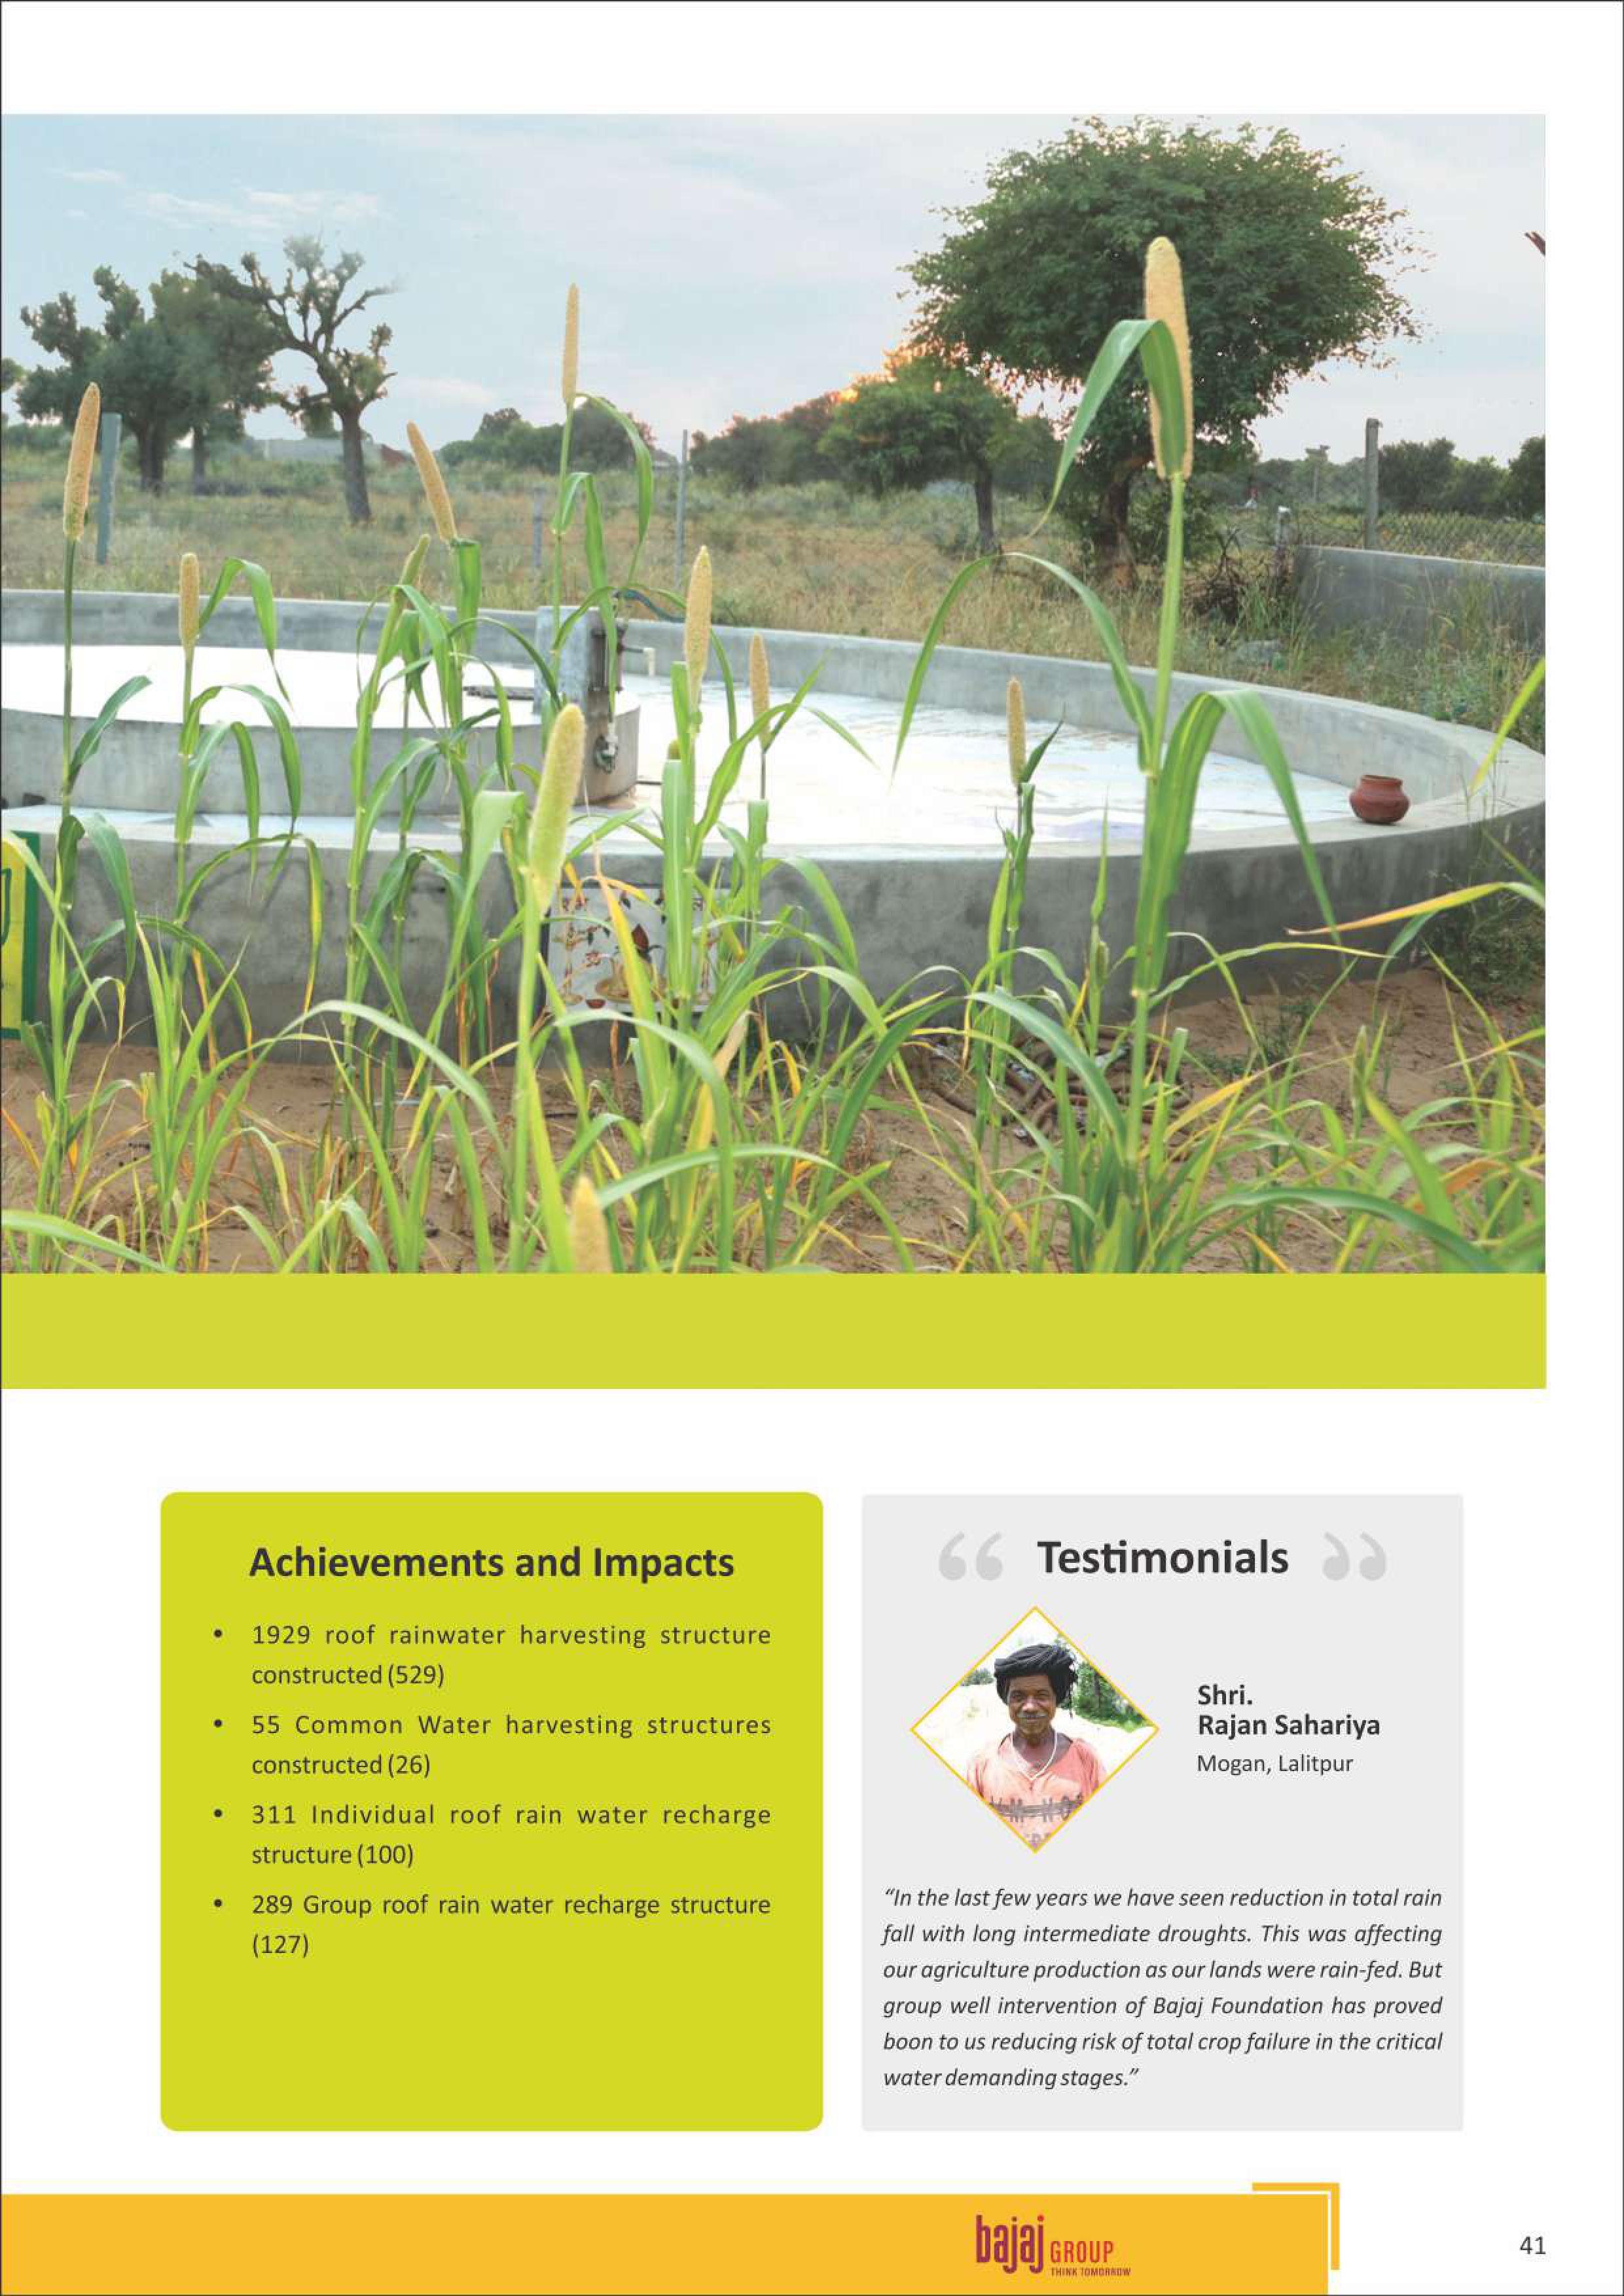 Achievements and Impacts
• 1929 roof rainwater harvesting structure
constructed (529)
• 55 Common Water harvesting structures
constructed (26)
• 311 Individual roof rain water recharge
structure (100)
• 289 Group roof rain water recharge structure
(127)
“ Testimonials ”
Shri.
Rajan Sahariya
Mogan, Lalitpur
“In the last few years we have seen reduction in total rain
fall with long intermediate droughts. This was affecting
our agriculture production as our lands were rain-fed. But
group well intervention of Bajaj Foundation has proved
boon to us reducing risk of total crop failure in the critical
water demanding stages.”
bajaj GROUP
THINK TOMORROW
41